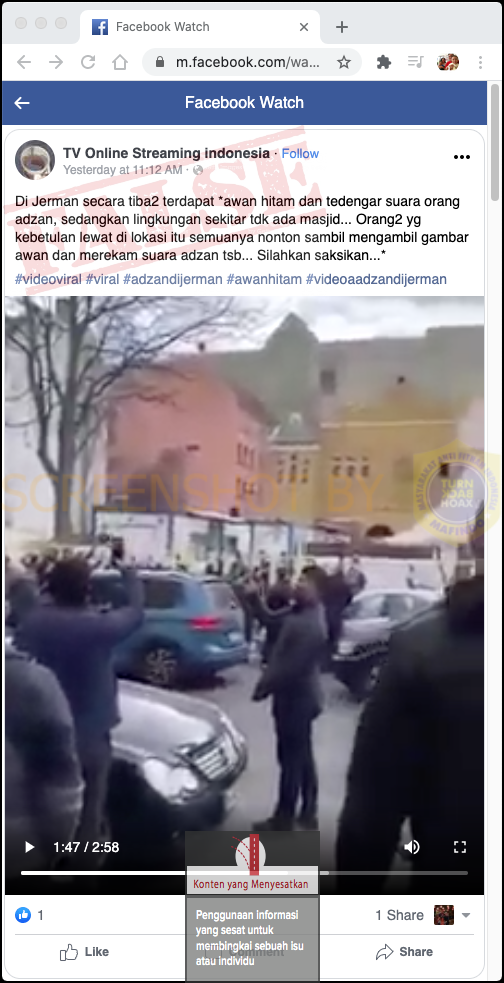 Facebook Watch
m.facebook.com/wa...
Facebook Watch
TV Online Streaming indonesia · Follow
Yesterday at 11:12 AM ·
FALSE
Di Jerman secara tiba2 terdapat *awan hitam dan tedengar suara orang
adzan, sedangkan lingkungan sekitar tdk ada masjid... Orang2 yg
kebetulan lewat di lokasi itu semuanya nonton sambil mengambil gambar
awan dan merekam suara adzan tsb... Silahkan saksikan...*
#videoviral #viral #adzandijerman #awanhitam #videoaadzandijerman
SCREENSHOT BY
TURN
BACK
HOAX
1:47 / 2:58
Konten yang Menyesatkan
1
1 Share
Penggunaan informasi
yang sesat untuk
membingkai sebuah isu
atau individu
Like
Comment
Share